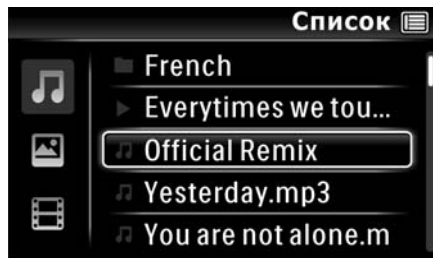 Список
French
Everytimes we tou...
Official Remix
Yesterday.mp3
You are not alone.m